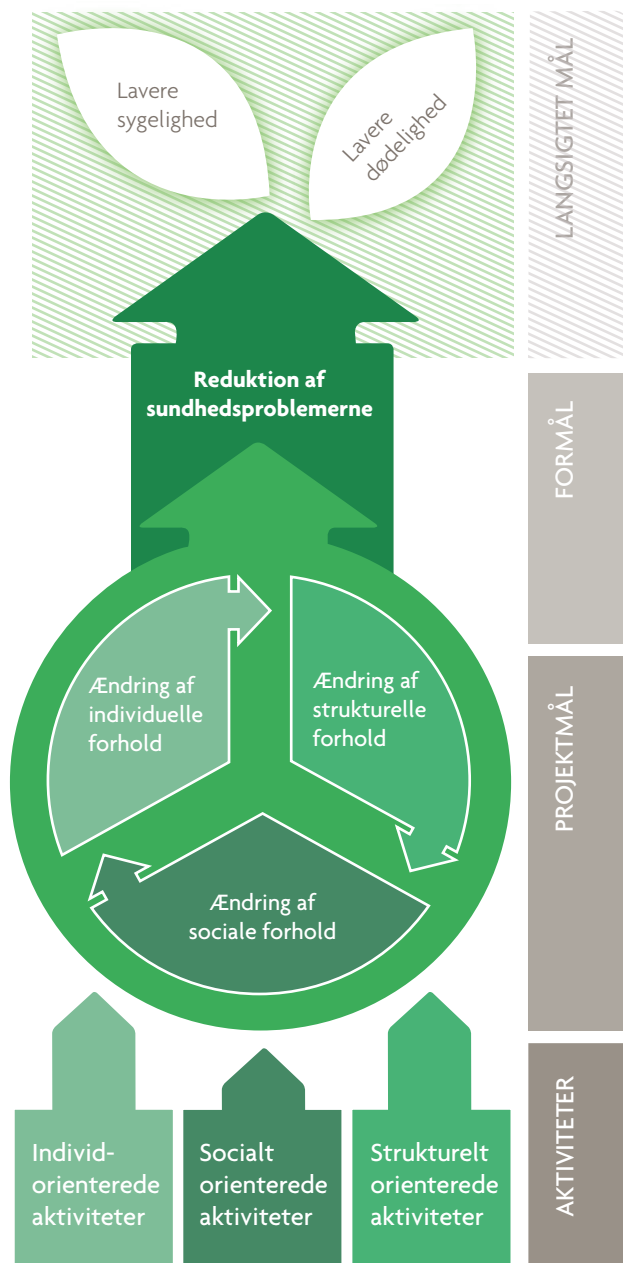 Lavere
sygelighed
Lavere
dødelighed
LANGSIGTET MÅL
Reduktion af
sundhedsproblemerne
FORMÅL
Ændring af
individuelle
forhold
Ændring af
strukturelle
forhold
Ændring af
sociale forhold
PROJEKTMÅL
Individ-
orienterede
aktiviteter
Socialt
orienterede
aktiviteter
Strukturelt
orienterede
aktiviteter
AKTIVITETER